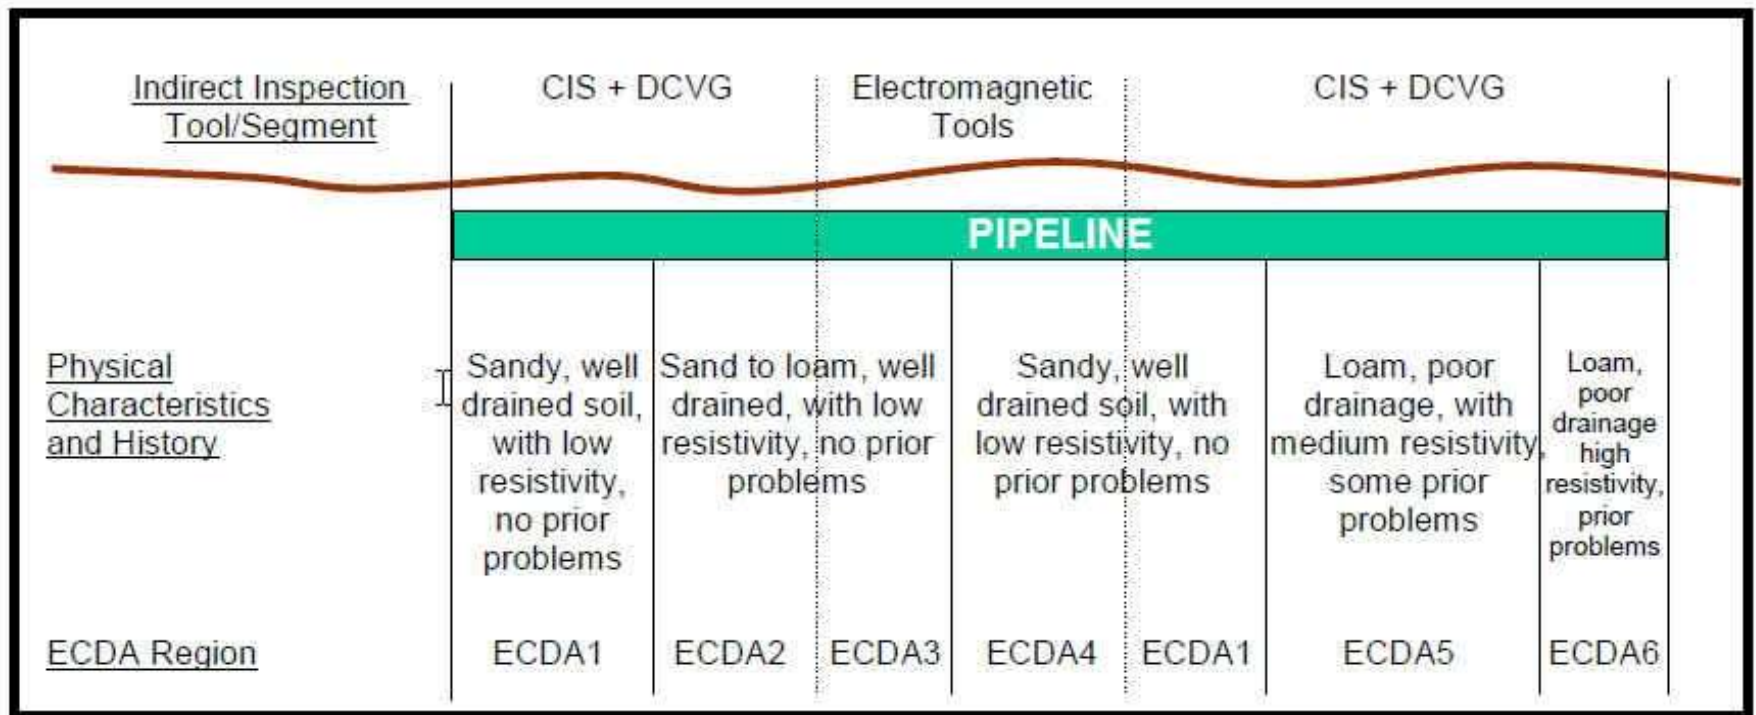 Indirect Inspection
Tool/Segment
CIS + DCVG
Electromagnetic
Tools
CIS + DCVG
PIPELINE
Physical
Characteristics
and History
Sandy, well
drained soil,
with low
resistivity,
no prior
problems
Sand to loam, well
drained, with low
resistivity, no prior
problems
Sandy, well
drained soil, with
low resistivity, no
prior problems
Loam, poor
drainage, with
medium resistivity,
some prior
problems
Loam,
poor
drainage
high
resistivity,
prior
problems
ECDA Region
ECDA1
ECDA2
ECDA3
ECDA4
ECDA1
ECDA5
ECDA6